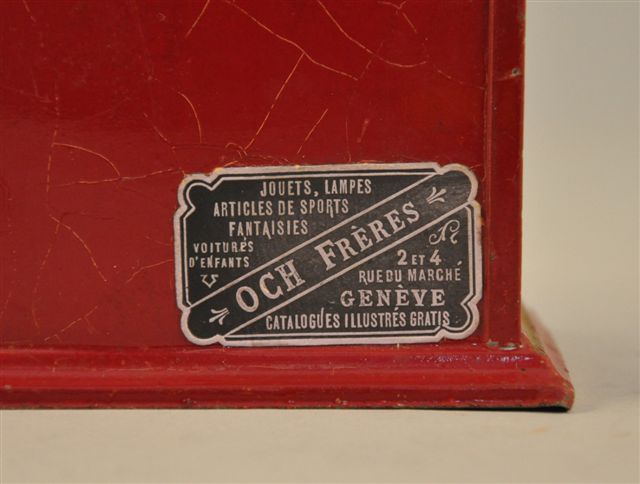 JOUETS, LAMPES
ARTICLES DE SPORTS
FANTAISIES
VOITURES
D'ENFANTS
OCH FRÈRES
2 ET 4
RUE DU MARCHÉ
GENÈVE
CATALOGUES ILLUSTRÉS GRATIS